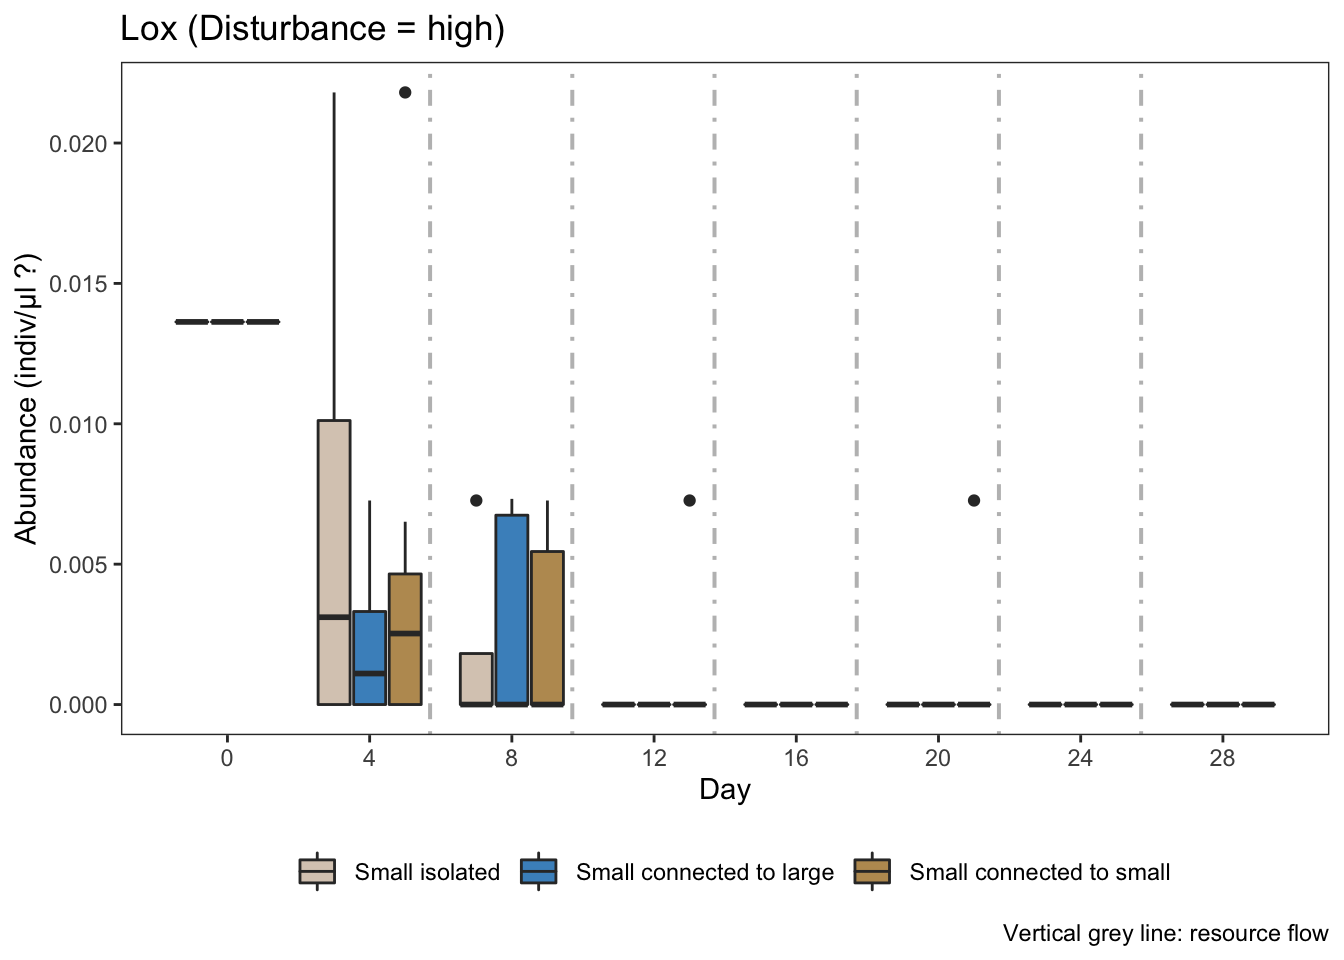 Lox (Disturbance = high)
Abundance (indiv/µl ?)
0.020
0.015
0.010
0.005
0.000
0 4 8 12 16 20 24 28
Day
Small isolated Small connected to large Small connected to small
Vertical grey line: resource flow